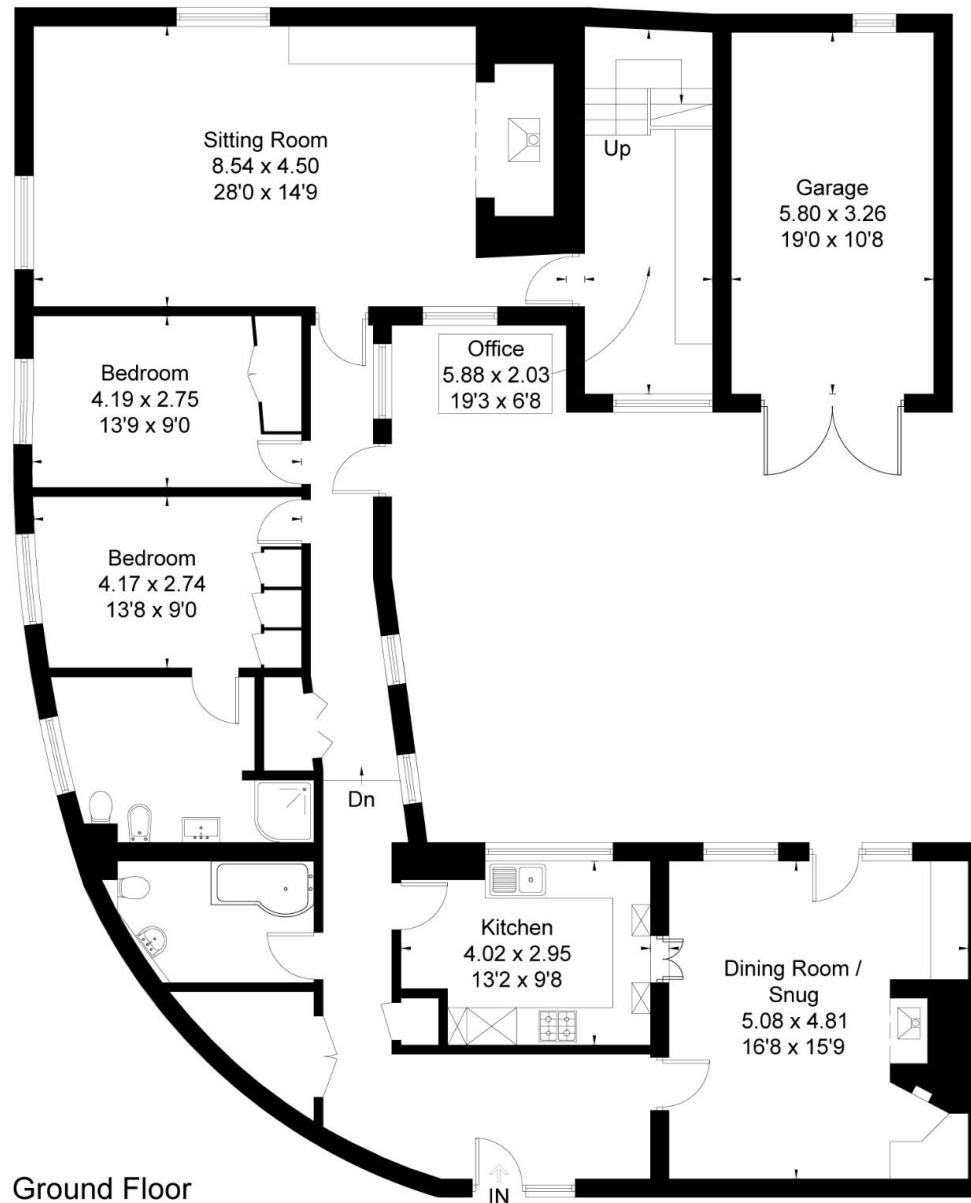 Sitting Room
8.54 x 4.50
28'0 x 14'9
Up
Garage
5.80 x 3.26
19'0 x 10'8
Office
5.88 x 2.03
19'3 x 6'8
Bedroom
4.19 x 2.75
13'9 x 9'0
Bedroom
4.17 x 2.74
13'8 x 9'0
Dn
Kitchen
4.02 x 2.95
13'2 x 9'8
Dining Room /
Snug
5.08 x 4.81
16'8 x 15'9
Ground Floor
IN